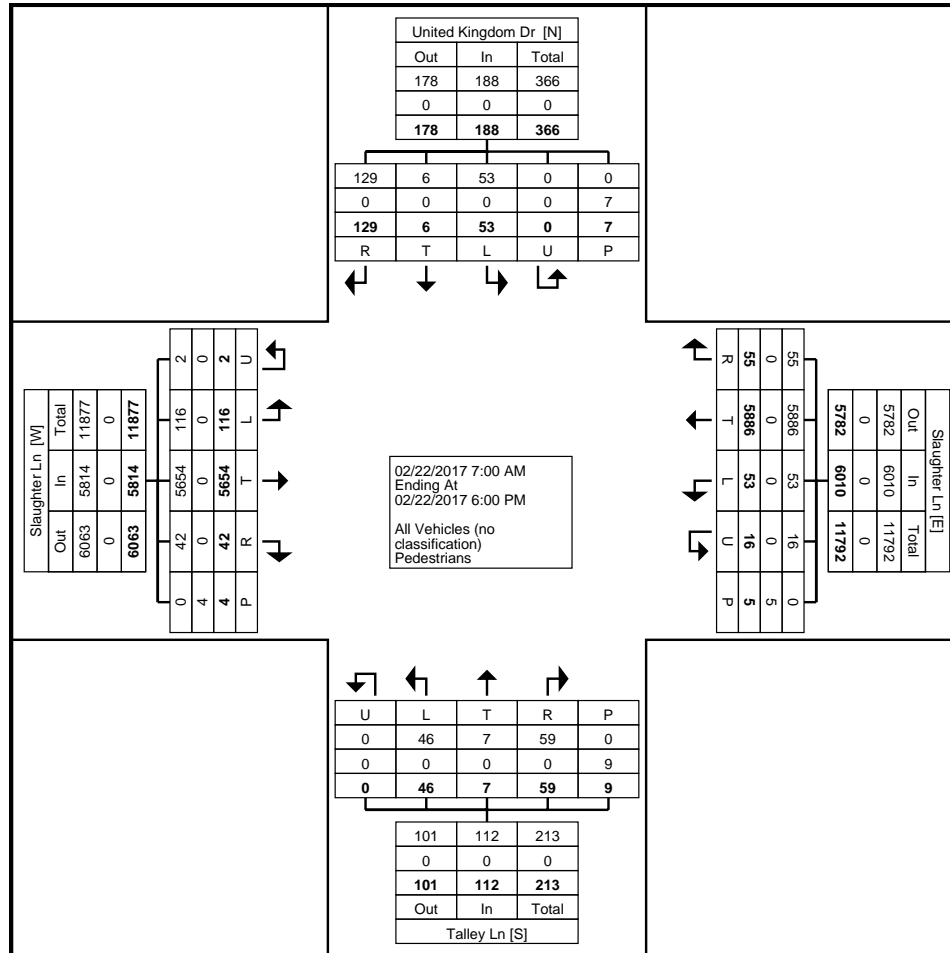 United Kingdom Dr [N]
Out In Total
178 188 366
0 0 0
178 188 366
129 6 53 0 0
0 0 0 0 7
129 6 53 0 7
R T L U P
Slaughter Ln [W]
Total In Out
11877 5814 6063
0 0 0
11877 5814 6063
2 116 5654 42 0
0 0 0 0 4
2 116 5654 42 4
U L T R P
02/22/2017 7:00 AM
Ending At
02/22/2017 6:00 PM
All Vehicles (no
classification)
Pedestrians
R T L U P
55 5886 53 16 5
0 0 0 0 5
55 5886 53 16 0
5782 6010 11792
0 0 0
5782 6010 11792
Out In Total
Slaughter Ln [E]
U L T R P
0 46 7 59 0
0 0 0 0 9
0 46 7 59 9
101 112 213
0 0 0
101 112 213
Out In Total
Talley Ln [S]